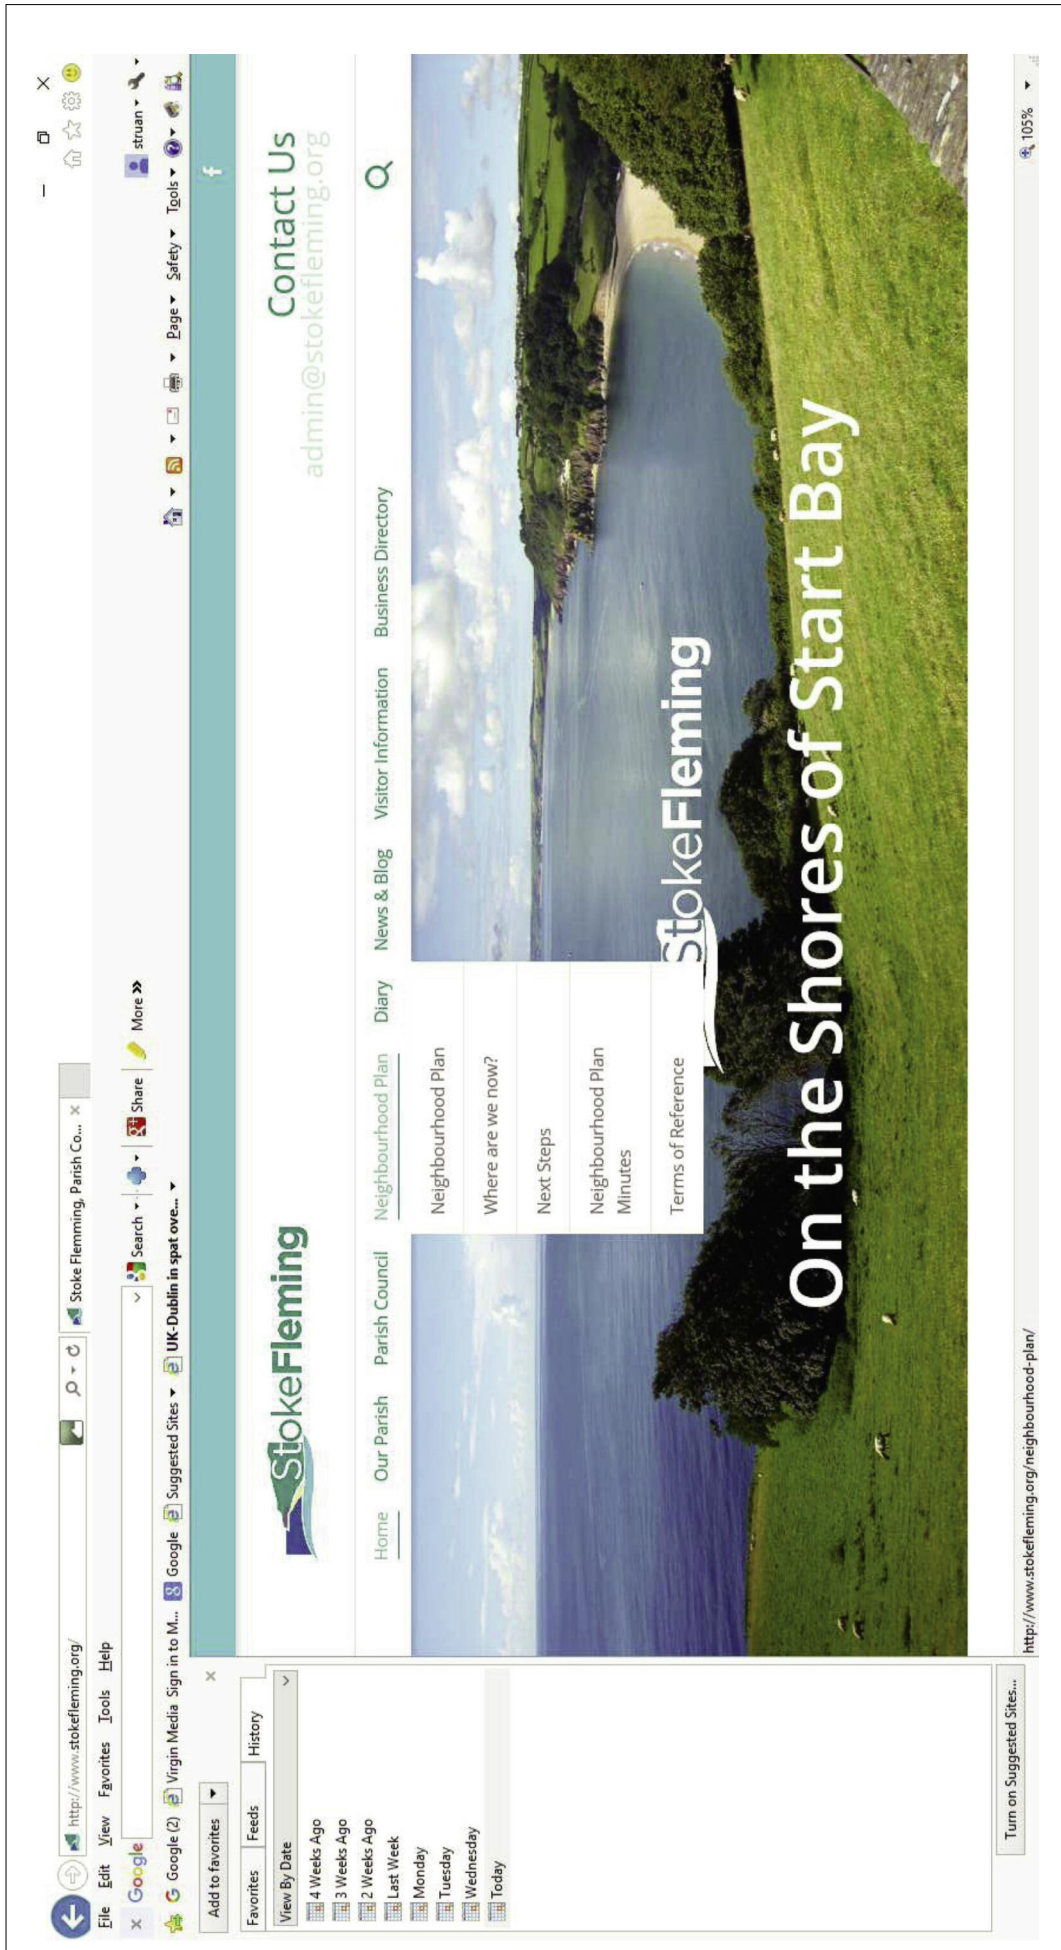 http://www.stokefleming.org/
Stoke Flemming, Parish Co...
File Edit View Favorites Tools Help
Google
Search
Share
More »
struan
Google (2) Virgin Media Sign in to M... Google Suggested Sites UK-Dublin in spat ove...
Page Safety Tools
Add to favorites
Favorites Feeds History
View By Date
4 Weeks Ago
3 Weeks Ago
2 Weeks Ago
Last Week
Monday
Tuesday
Wednesday
Today
Turn on Suggested Sites...
f
StokeFleming
Contact Us
admin@stokefleming.org
Home Our Parish Parish Council Neighbourhood Plan Diary News & Blog Visitor Information Business Directory
Neighbourhood Plan
Where are we now?
Next Steps
Neighbourhood Plan
Minutes
Terms of Reference
StokeFleming
On the Shores of Start Bay
http://www.stokefleming.org/neighbourhood-plan/
105%